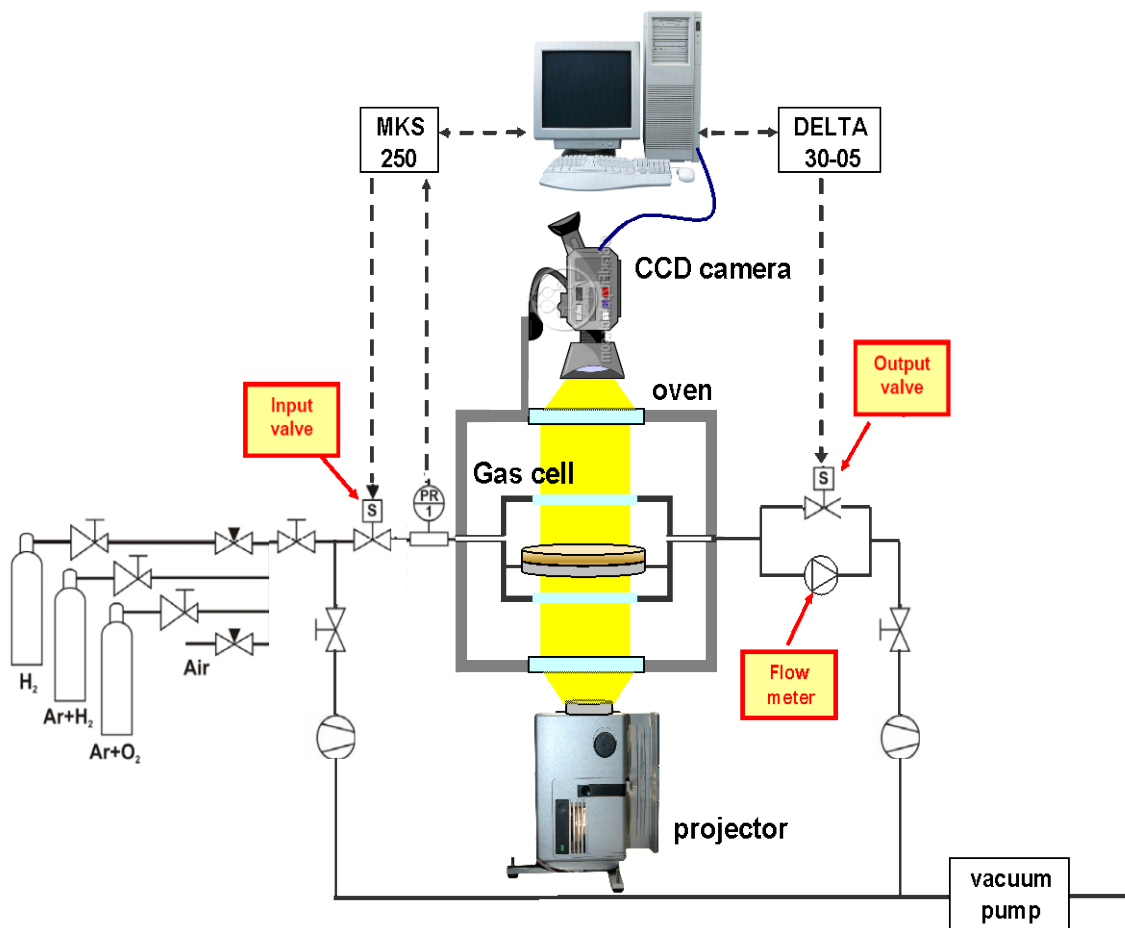 MKS
250
DELTA
30-05
CCD camera
Output
valve
oven
Input
valve
Gas cell
S
PR
1
S
Air
H₂
Ar+H₂
Ar+O₂
Flow
meter
projector
vacuum
pump